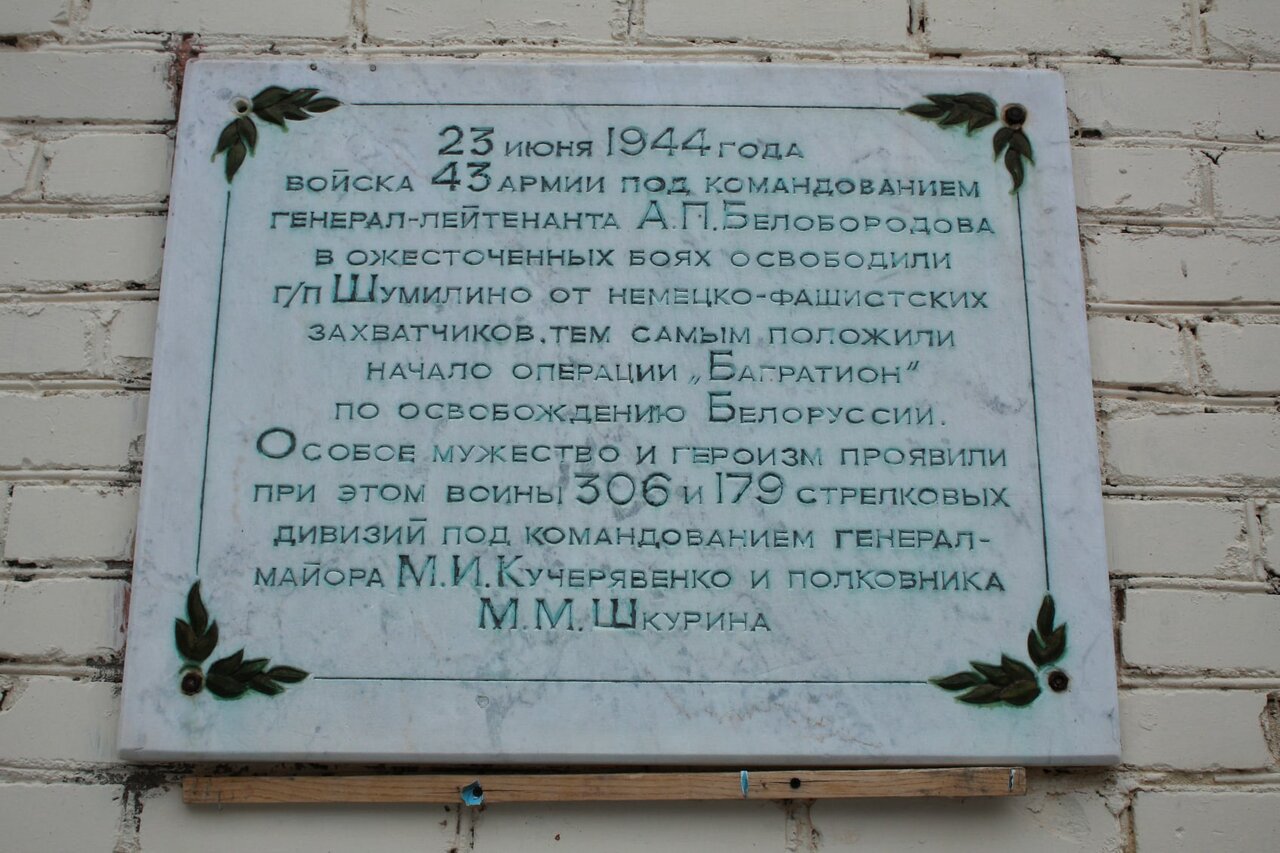 23 июня 1944 года
войска 43 армии под командованием
генерал-лейтенанта А.П.Белобородова
в ожесточенных боях освободили
г/п Шумилино от немецко-фашистских
захватчиков, тем самым положили
начало операции „Багратион"
по освобождению Белоруссии.
Особое мужество и героизм проявили
при этом воины 306 и 179 стрелковых
дивизий под командованием генерал-
майора М.И.Кучерявенко и полковника
М.М.Шкурина